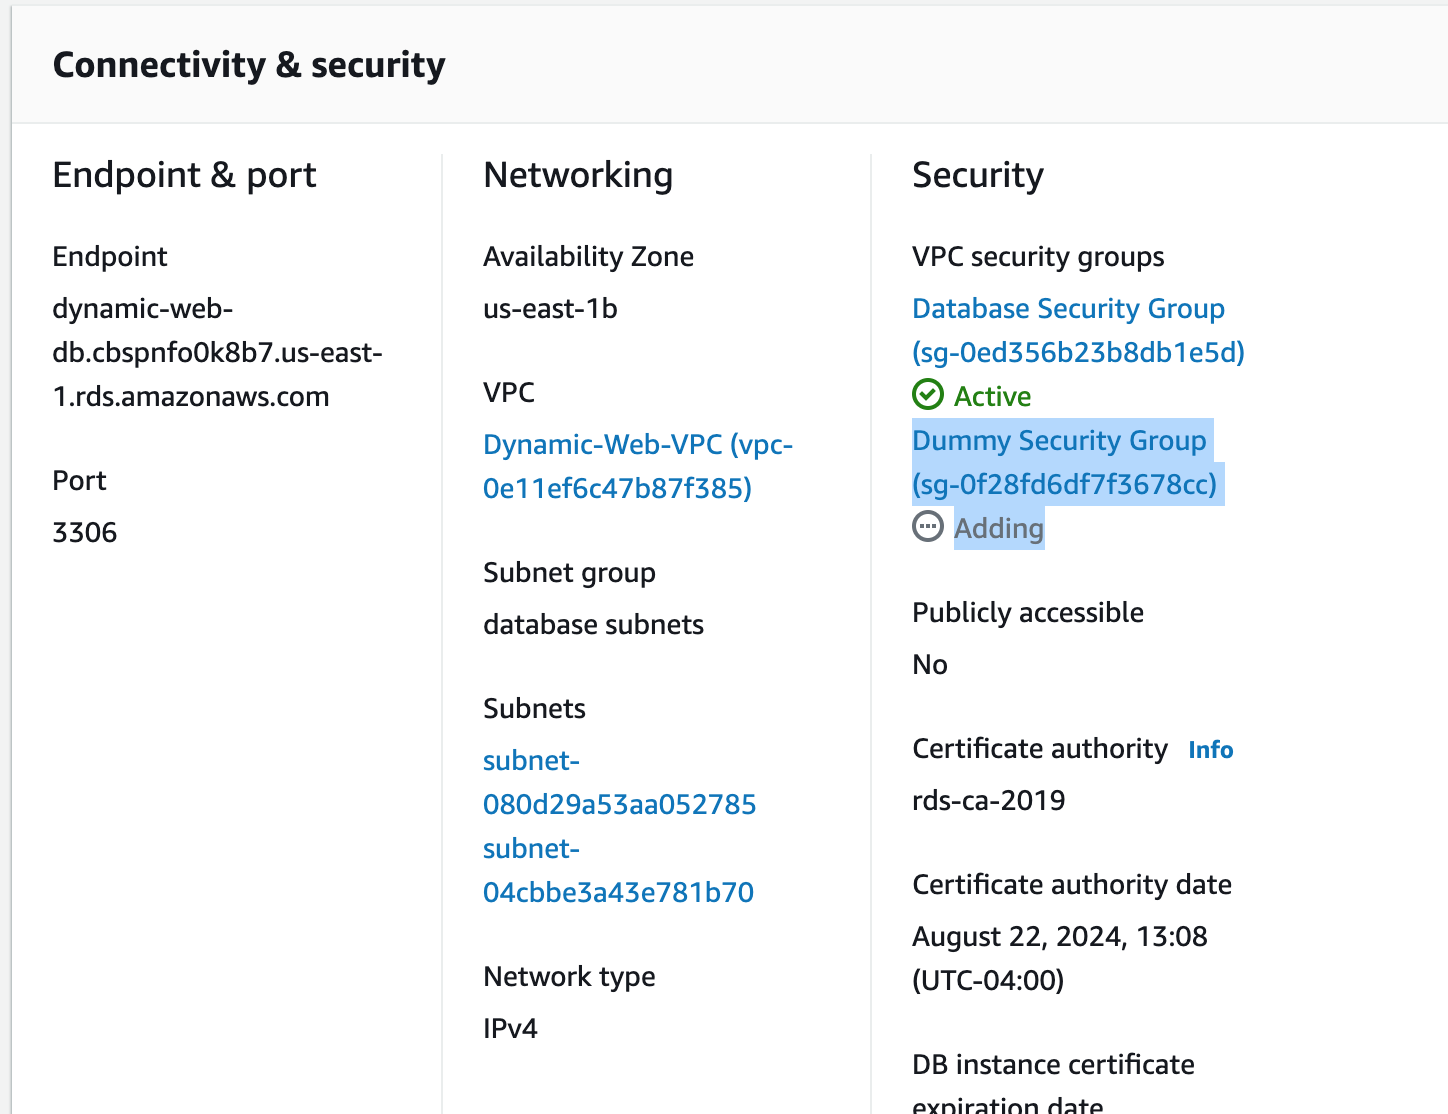 Connectivity & security
Endpoint & port
Endpoint
dynamic-web-
db.cbspnfo0k8b7.us-east-
1.rds.amazonaws.com
Port
3306
Networking
Availability Zone
us-east-1b
VPC
Dynamic-Web-VPC (vpc-
0e11ef6c47b87f385)
Subnet group
database subnets
Subnets
subnet-
080d29a53aa052785
subnet-
04cbbe3a43e781b70
Network type
IPv4
Security
VPC security groups
Database Security Group
(sg-0ed356b23b8db1e5d)
Active
Dummy Security Group
(sg-0f28fd6df7f3678cc)
Adding
Publicly accessible
No
Certificate authority Info
rds-ca-2019
Certificate authority date
August 22, 2024, 13:08
(UTC-04:00)
DB instance certificate
expiration date